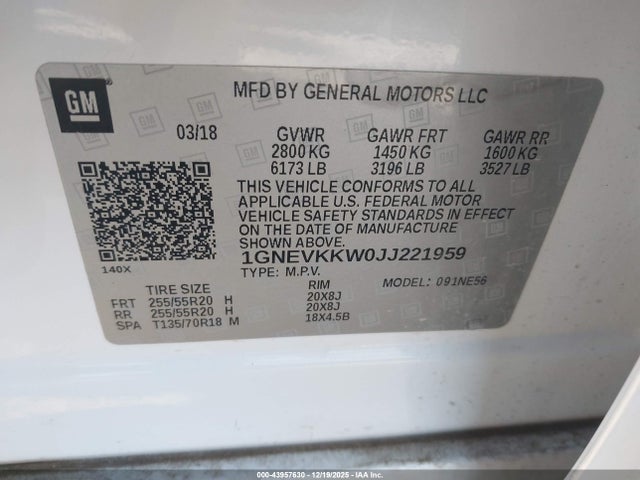 GM
MFD BY GENERAL MOTORS LLC
03/18 GVWR GAWR FRT GAWR RR
2800 KG 1450 KG 1600 KG
6173 LB 3196 LB 3527 LB
THIS VEHICLE CONFORMS TO ALL
APPLICABLE U.S. FEDERAL MOTOR
VEHICLE SAFETY STANDARDS IN EFFECT
ON THE DATE OF MANUFACTURE
SHOWN ABOVE.
1GNEVKKW0JJ221959
140X
TYPE: M.P.V. MODEL: 091NE56
TIRE SIZE RIM
FRT 255/55R20 H 20X8J
RR 255/55R20 H 20X8J
SPA T135/70R18 M 18X4.5B
000-43957630 - 12/19/2025 - IAAI.COM